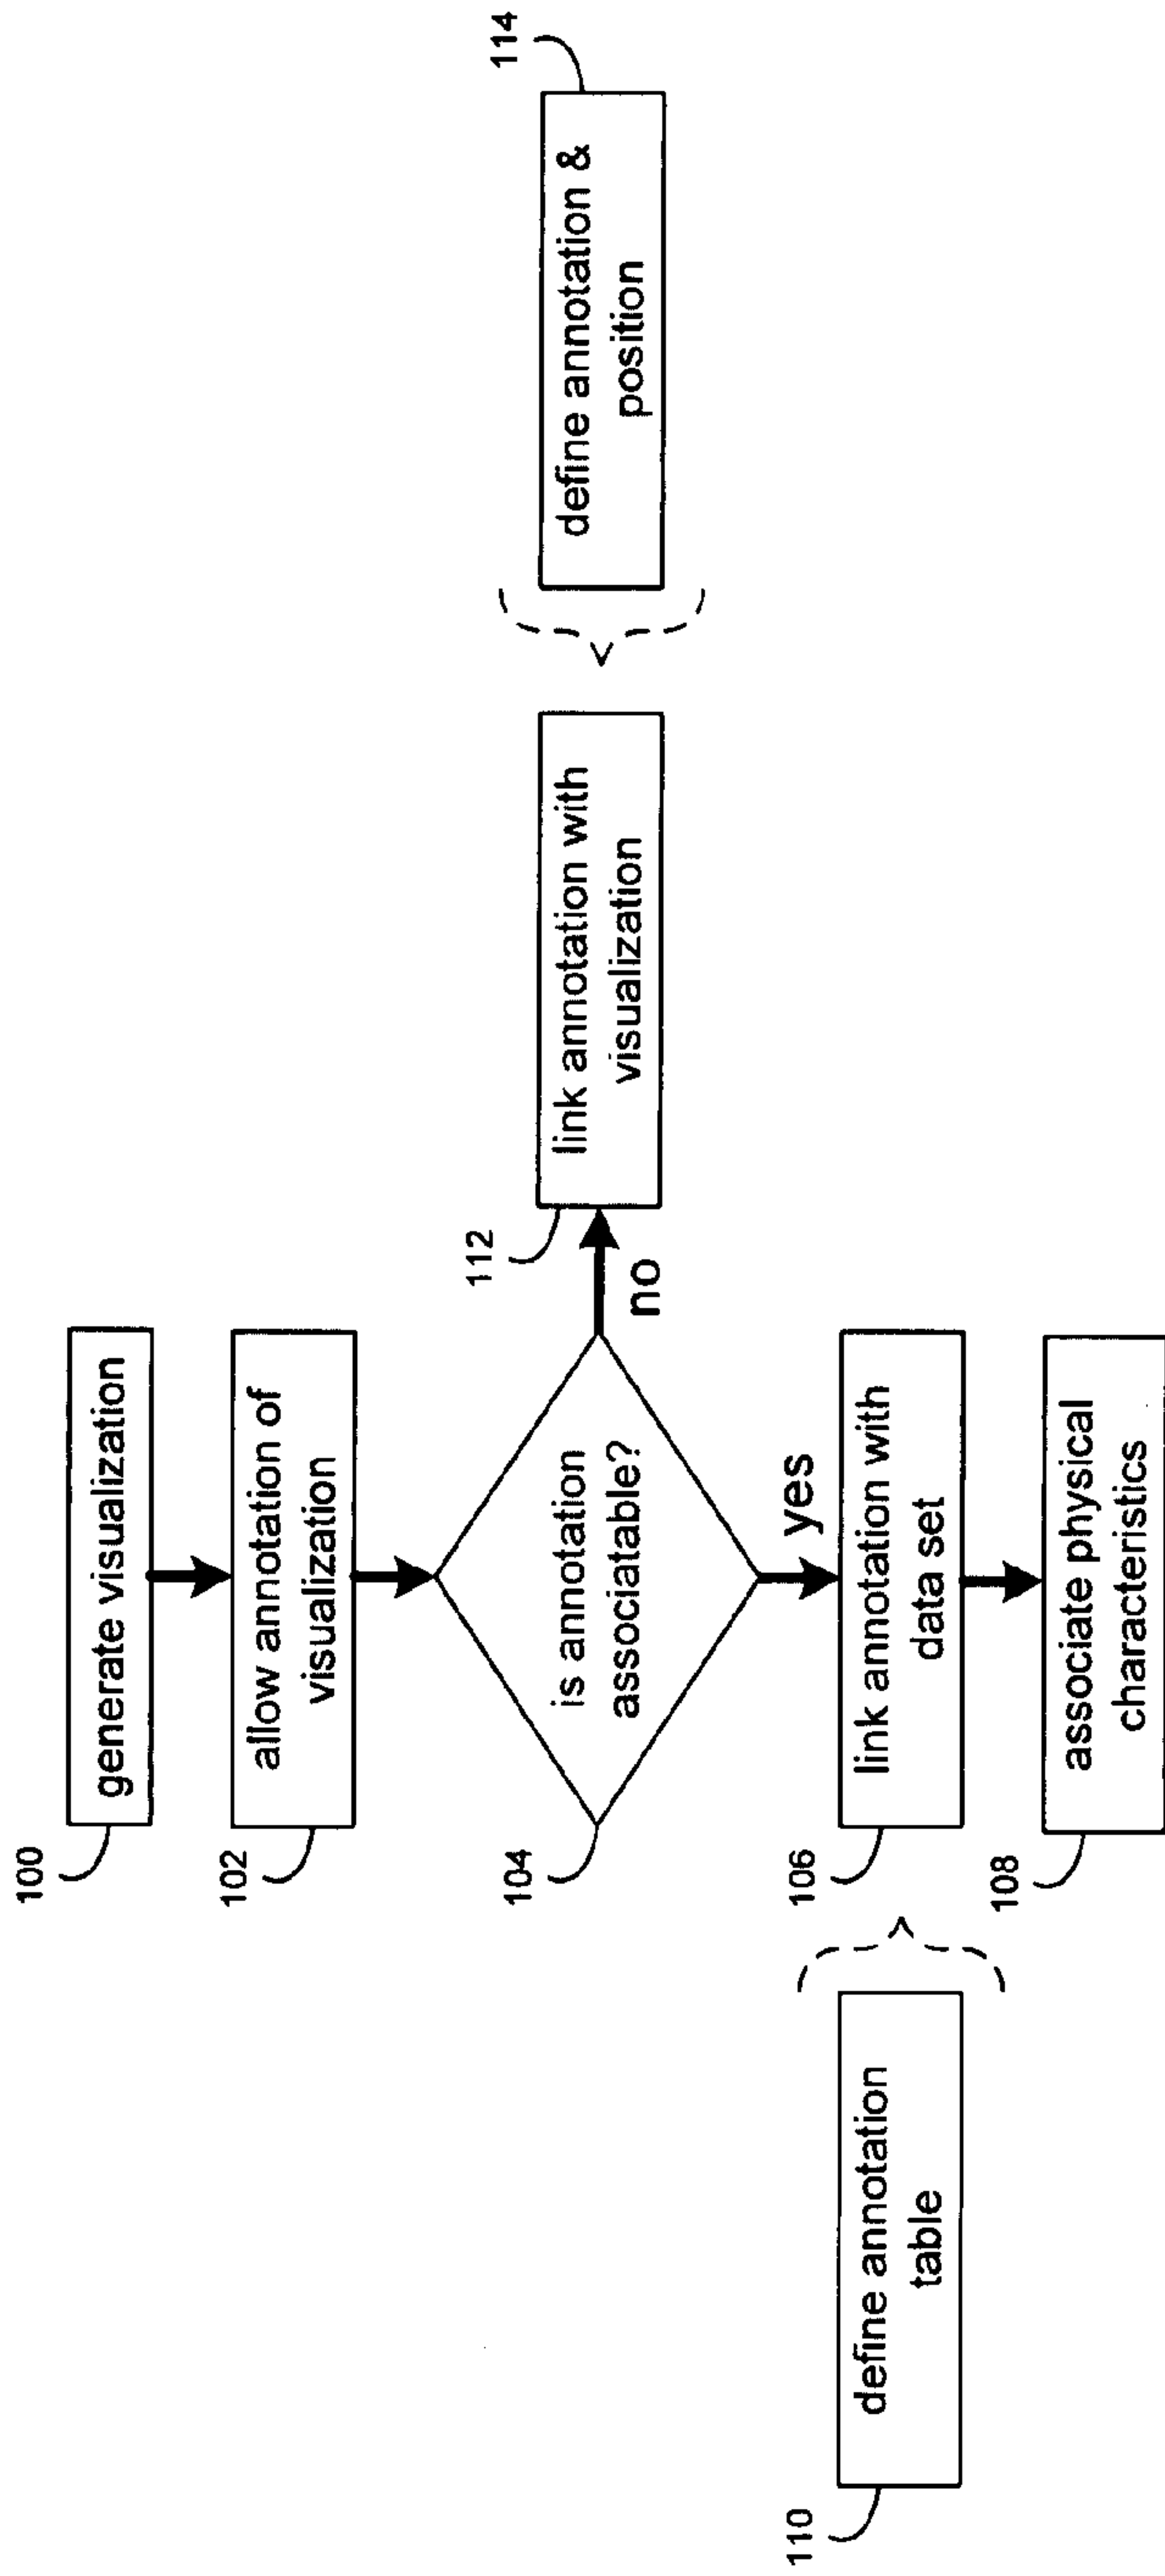 100
generate visualization
102
allow annotation of
visualization
104
is annotation
associatable?
no
112
link annotation with
visualization
114
define annotation &
position
yes
106
link annotation with
data set
110
define annotation
table
108
associate physical
characteristics